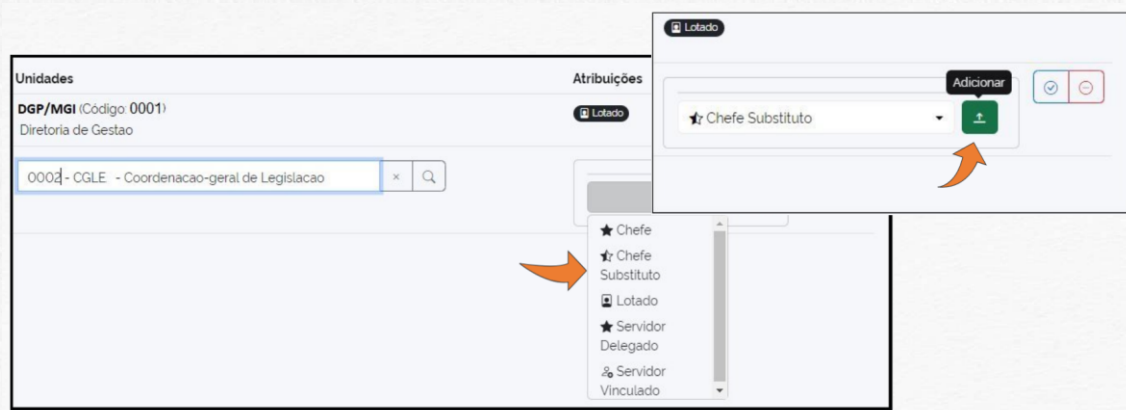 Unidades
Atribuições
DGP/MGI (Código: 0001)
Lotado
Diretoria de Gestao
0002 - CGLE - Coordenacao-geral de Legislacao
×
Chefe
Chefe
Substituto
Lotado
Servidor
Delegado
Servidor
Vinculado
Lotado
Adicionar
Chefe Substituto